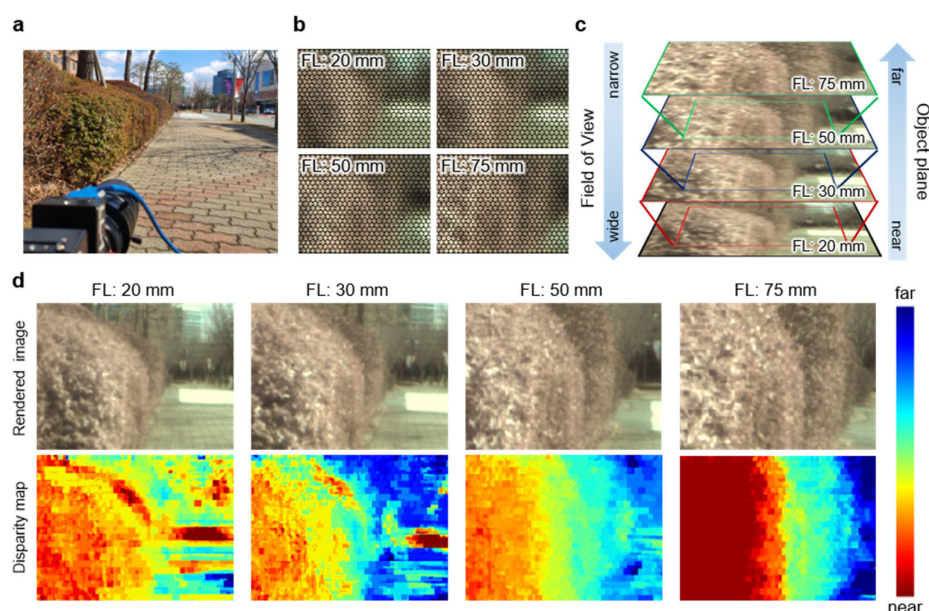 a
b
FL: 20 mm
FL: 30 mm
FL: 50 mm
FL: 75 mm
c
narrow
Field of View
wide
FL: 75 mm
FL: 50 mm
FL: 30 mm
FL: 20 mm
far
Object plane
near
d
FL: 20 mm
FL: 30 mm
FL: 50 mm
FL: 75 mm
far
Rendered image
Disparity map
near